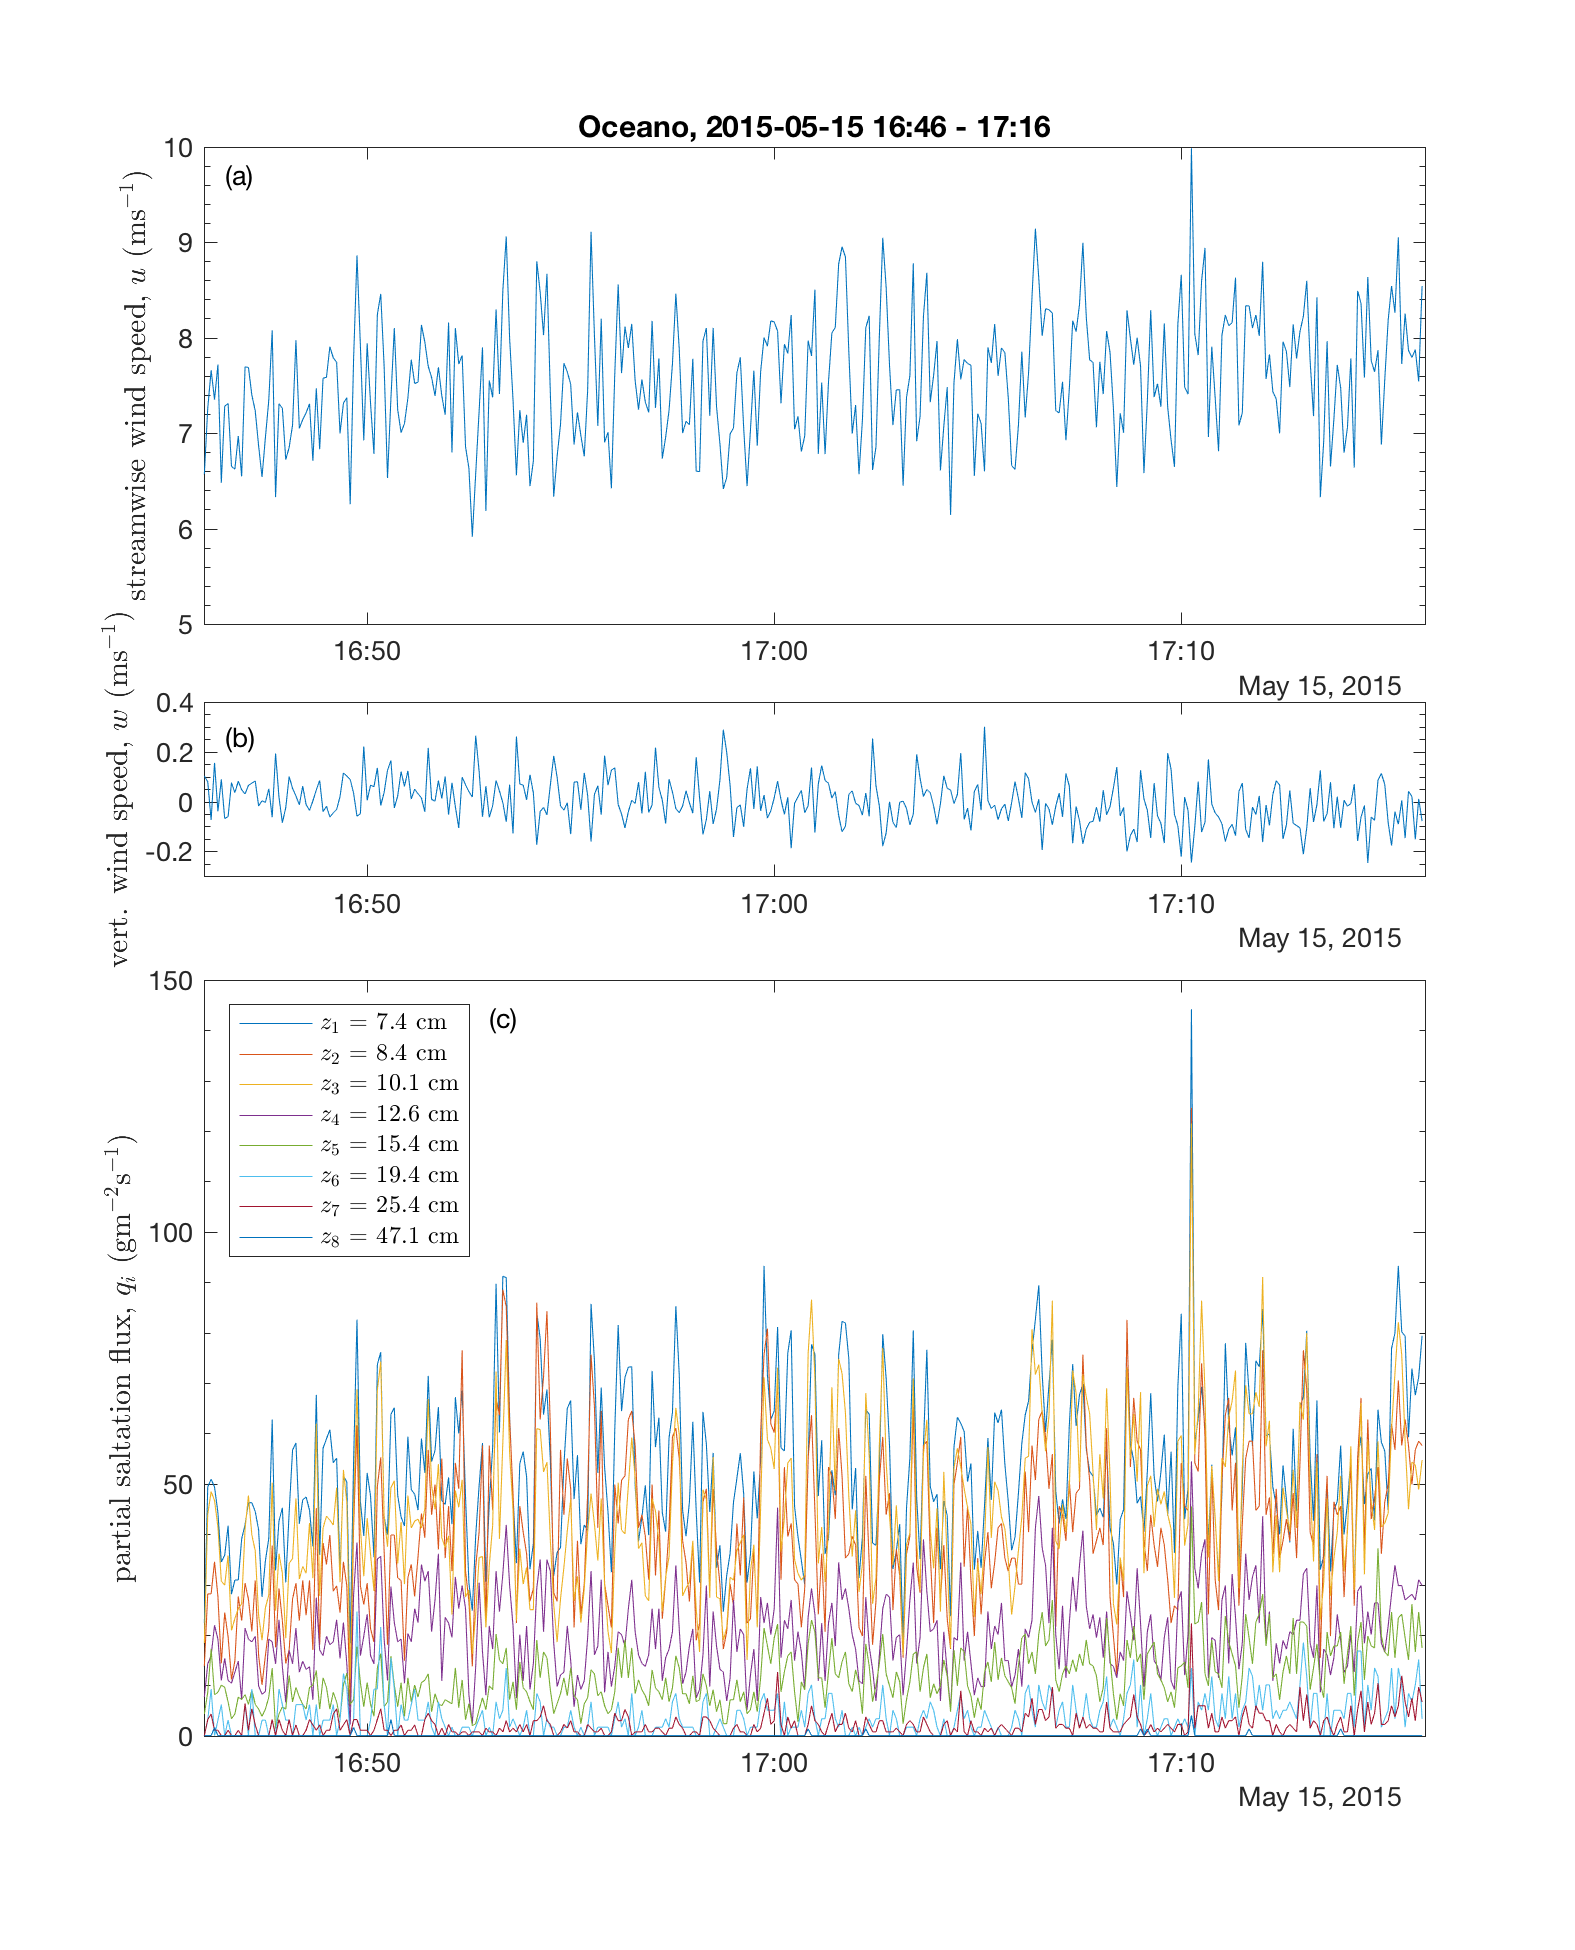 Oceano, 2015-05-15 16:46 - 17:16
(a)
streamwise wind speed, u (ms⁻¹)
10
9
8
7
6
5
16:50 17:00 17:10
May 15, 2015
(b)
vert. wind speed, w (ms⁻¹)
0.4
0.2
0
-0.2
16:50 17:00 17:10
May 15, 2015
(c)
partial saltation flux, qᵢ (gm⁻²s⁻¹)
150
100
50
0
z₁ = 7.4 cm
z₂ = 8.4 cm
z₃ = 10.1 cm
z₄ = 12.6 cm
z₅ = 15.4 cm
z₆ = 19.4 cm
z₇ = 25.4 cm
z₈ = 47.1 cm
16:50 17:00 17:10
May 15, 2015